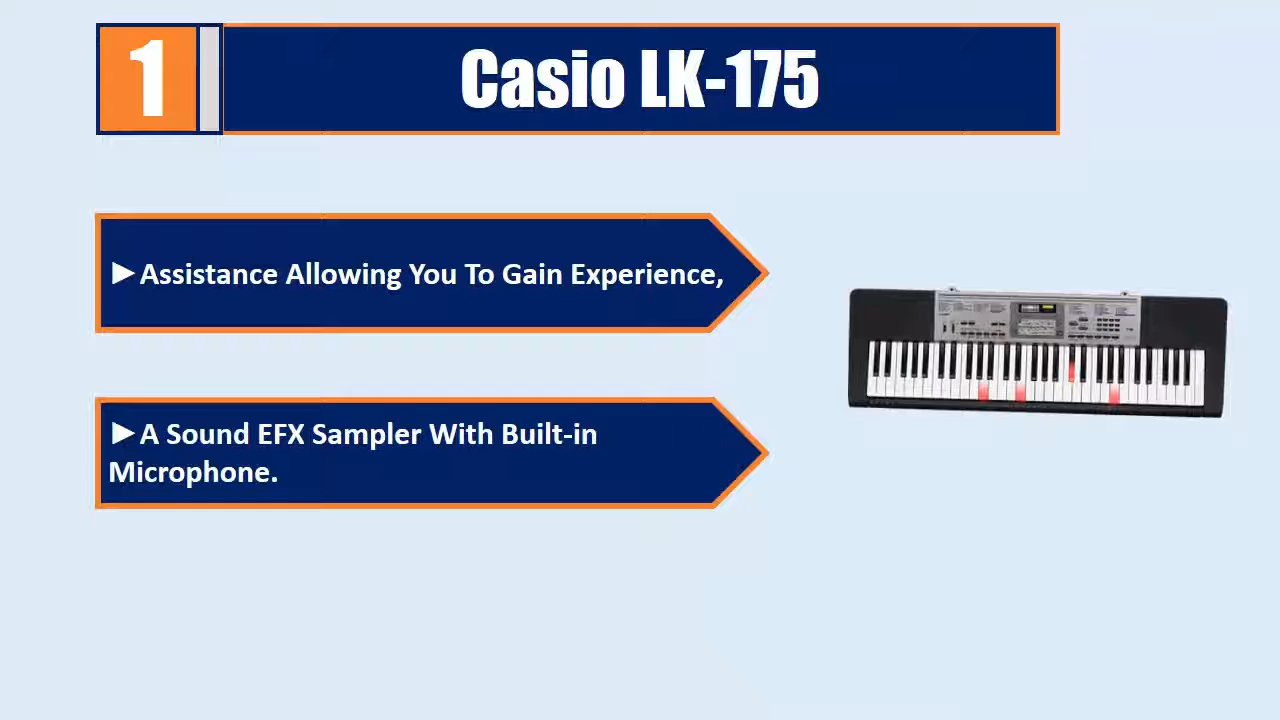 1
Casio LK-175
►Assistance Allowing You To Gain Experience,
►A Sound EFX Sampler With Built-in
Microphone.